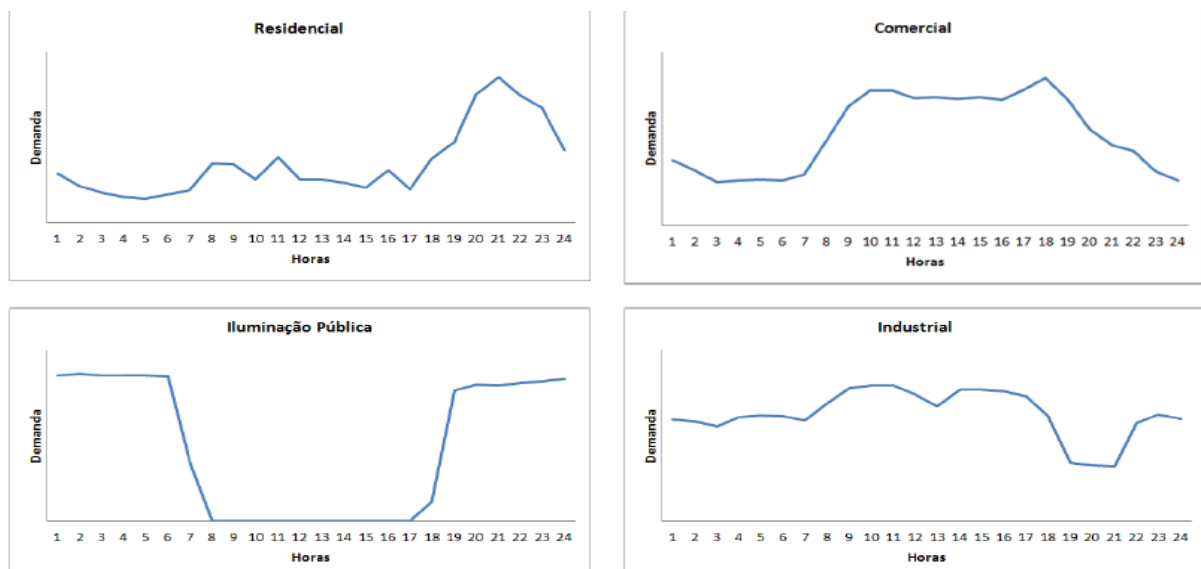 Residencial
Demanda
1 2 3 4 5 6 7 8 9 10 11 12 13 14 15 16 17 18 19 20 21 22 23 24
Horas
Comercial
Demanda
1 2 3 4 5 6 7 8 9 10 11 12 13 14 15 16 17 18 19 20 21 22 23 24
Horas
Iluminação Pública
Demanda
1 2 3 4 5 6 7 8 9 10 11 12 13 14 15 16 17 18 19 20 21 22 23 24
Horas
Industrial
Demanda
1 2 3 4 5 6 7 8 9 10 11 12 13 14 15 16 17 18 19 20 21 22 23 24
Horas